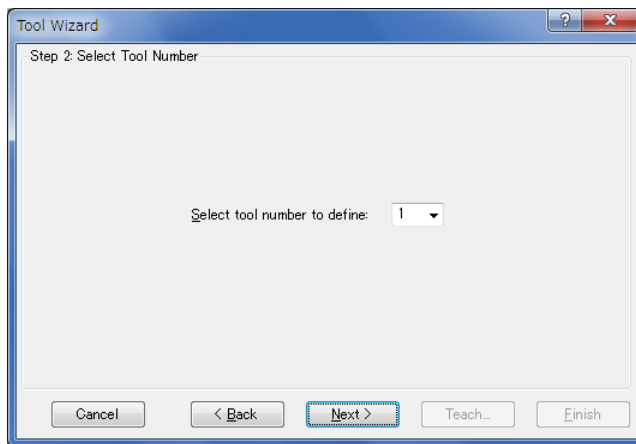 Tool Wizard
?
Step 2: Select Tool Number
Select tool number to define: 1
Cancel < Back Next > Teach... Finish